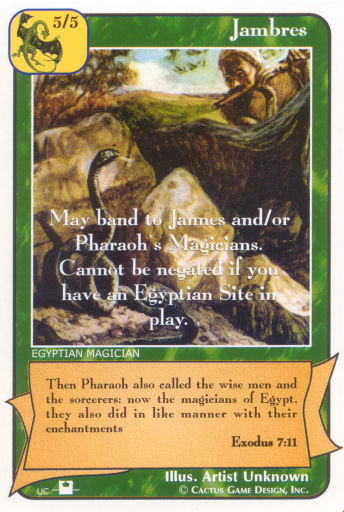 5/5
Jambres
May band to Jannes and/or
Pharaoh's Magicians.
Cannot be negated if you
have an Egyptian Site in
play.
EGYPTIAN MAGICIAN
Then Pharaoh also called the wise men and
the sorcerers: now the magicians of Egypt,
they also did in like manner with their
enchantments
Exodus 7:11
Illus. Artist Unknown
UC
© CACTUS GAME DESIGN, INC.